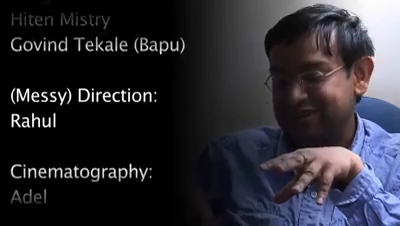 Hiten Mistry
Govind Tekale (Bapu)
(Messy) Direction:
Rahul
Cinematography:
Adel